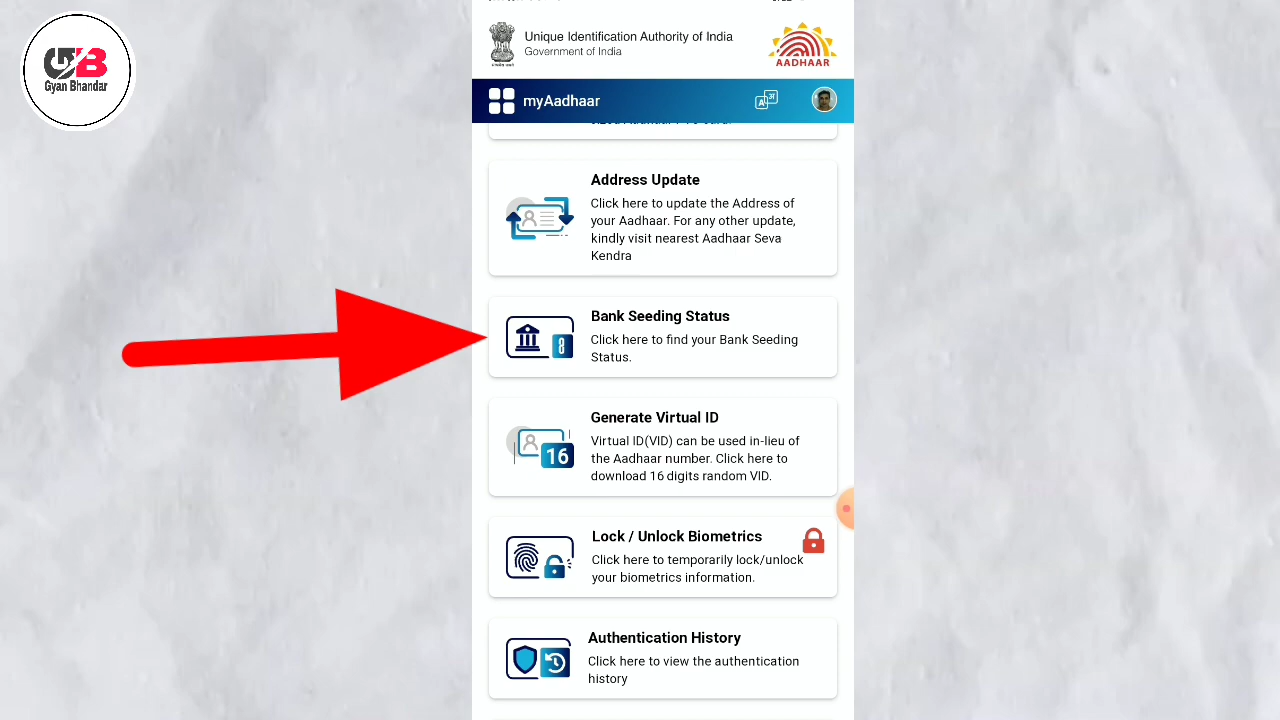 GB
Gyan Bhandar
Unique Identification Authority of India
Government of India
AADHAAR
myAadhaar
A अ
Address Update
Click here to update the Address of
your Aadhaar. For any other update,
kindly visit nearest Aadhaar Seva
Kendra
Bank Seeding Status
Click here to find your Bank Seeding
Status.
8
Generate Virtual ID
Virtual ID(VID) can be used in-lieu of
the Aadhaar number. Click here to
download 16 digits random VID.
16
Lock / Unlock Biometrics
Click here to temporarily lock/unlock
your biometrics information.
Authentication History
Click here to view the authentication
history